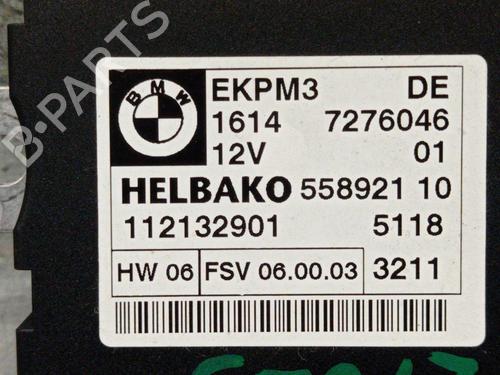 B-PARTS
BMW
EKPM3 DE
1614 7276046
12V 01
HELBAKO 558921 10
112132901 5118
HW 06 FSV 06.00.03 3211